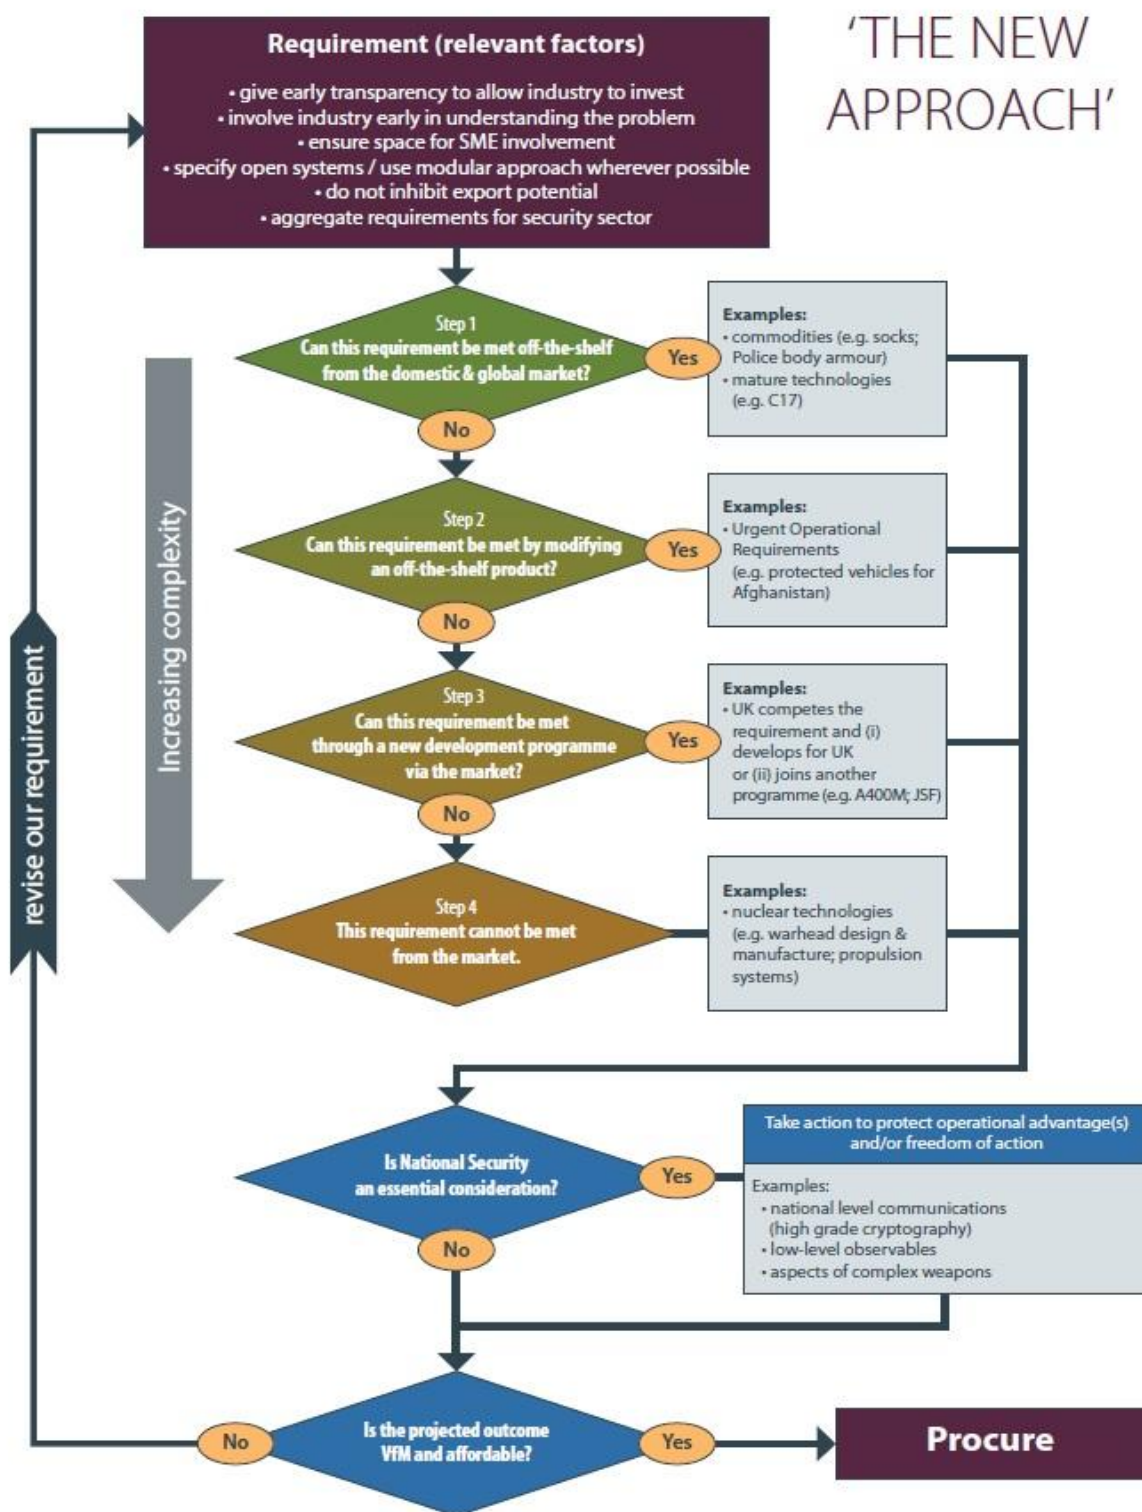 'THE NEW
APPROACH'
Requirement (relevant factors)
• give early transparency to allow industry to invest
• involve industry early in understanding the problem
• ensure space for SME involvement
• specify open systems / use modular approach wherever possible
• do not inhibit export potential
• aggregate requirements for security sector
Step 1
Can this requirement be met off-the-shelf
from the domestic & global market?
Yes
Examples:
• commodities (e.g. socks;
Police body armour)
• mature technologies
(e.g. C17)
No
Step 2
Can this requirement be met by modifying
an off-the-shelf product?
Yes
Examples:
• Urgent Operational
Requirements
(e.g. protected vehicles for
Afghanistan)
No
Step 3
Can this requirement be met
through a new development programme
via the market?
Yes
Examples:
• UK competes the
requirement and (i)
develops for UK
or (ii) joins another
programme (e.g. A400M; JSF)
No
Step 4
This requirement cannot be met
from the market.
Examples:
• nuclear technologies
(e.g. warhead design &
manufacture; propulsion
systems)
Increasing complexity
revise our requirement
Is National Security
an essential consideration?
Yes
Take action to protect operational advantage(s)
and/or freedom of action
Examples:
• national level communications
(high grade cryptography)
• low-level observables
• aspects of complex weapons
No
Is the projected outcome
VfM and affordable?
No
Yes
Procure